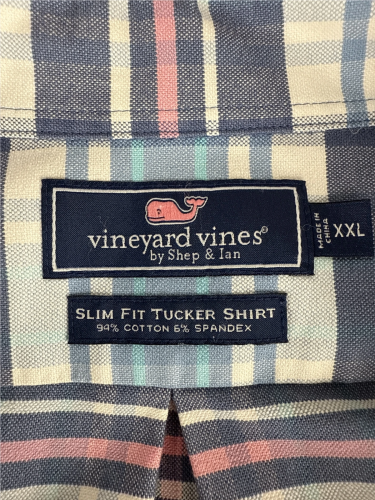 vineyard vines®
by Shep & Ian
MADE IN
CHINA
XXL
SLIM FIT TUCKER SHIRT
94% COTTON 6% SPANDEX